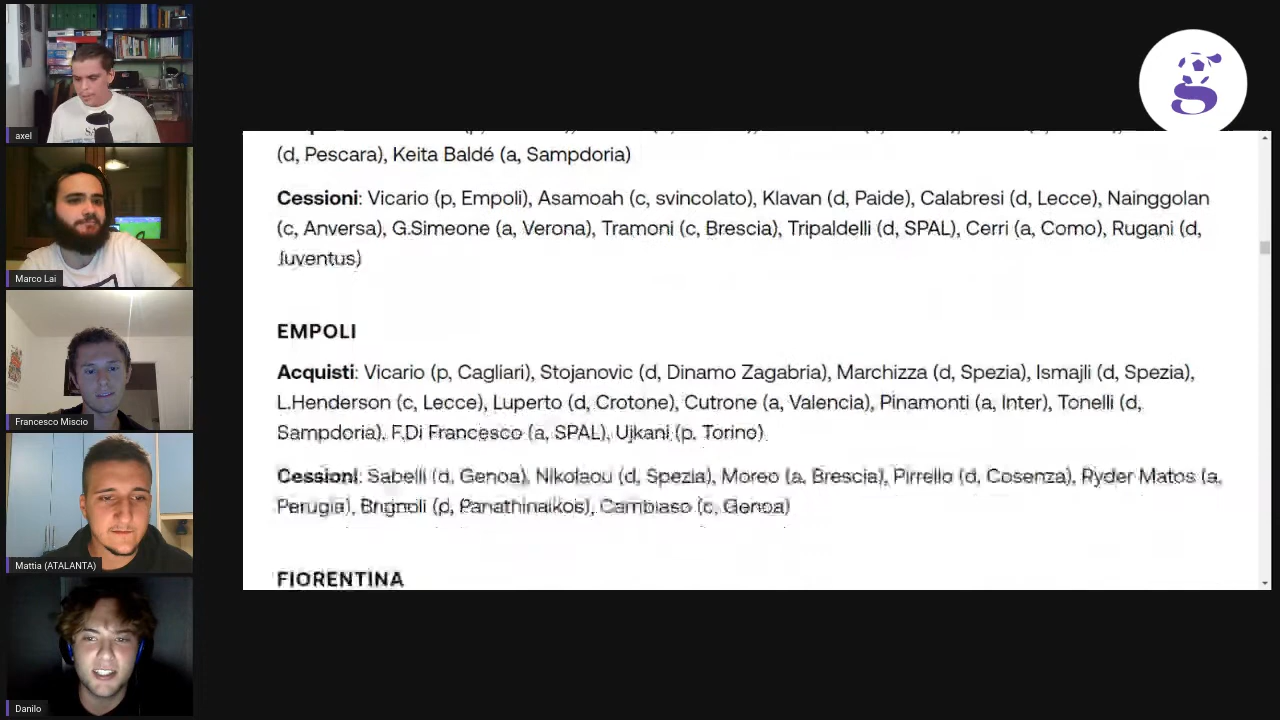 axel
Marco Lai
Francesco Miscio
Mattia (ATALANTA)
Danilo
(d, Pescara), Keita Baldé (a, Sampdoria)
Cessioni: Vicario (p, Empoli), Asamoah (c, svincolato), Klavan (d, Paide), Calabresi (d, Lecce), Nainggolan
(c, Anversa), G.Simeone (a, Verona), Tramoni (c, Brescia), Tripaldelli (d, SPAL), Cerri (a, Como), Rugani (d,
Juventus)
EMPOLI
Acquisti: Vicario (p, Cagliari), Stojanovic (d, Dinamo Zagabria), Marchizza (d, Spezia), Ismajli (d, Spezia),
L.Henderson (c, Lecce), Luperto (d, Crotone), Cutrone (a, Valencia), Pinamonti (a, Inter), Tonelli (d,
Sampdoria), F.Di Francesco (a, SPAL), Ujkani (p, Torino)
Cessioni: Sabelli (d, Genoa), Nikolaou (d, Spezia), Moreo (a, Brescia), Pirrello (d, Cosenza), Ryder Matos (a,
Perugia), Brignoli (p, Panathinaikos), Cambiaso (c, Genoa)
FIORENTINA